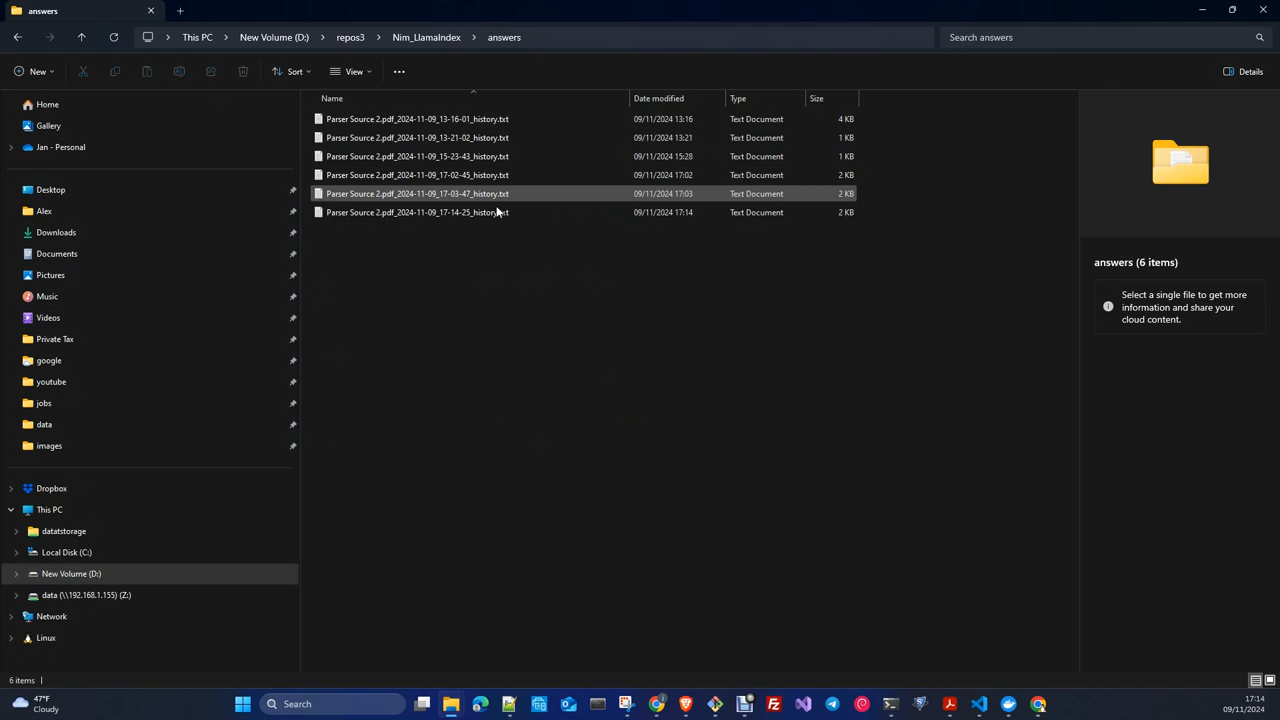 answers
This PC > New Volume (D:) > repos3 > Nim_LlamaIndex > answers
Search answers
New
Sort
View
Details
Name Date modified Type Size
Parser Source 2.pdf_2024-11-09_13-16-01_history.txt 09/11/2024 13:16 Text Document 4 KB
Parser Source 2.pdf_2024-11-09_13-21-02_history.txt 09/11/2024 13:21 Text Document 1 KB
Parser Source 2.pdf_2024-11-09_15-23-43_history.txt 09/11/2024 15:28 Text Document 1 KB
Parser Source 2.pdf_2024-11-09_17-02-45_history.txt 09/11/2024 17:02 Text Document 2 KB
Parser Source 2.pdf_2024-11-09_17-03-47_history.txt 09/11/2024 17:03 Text Document 2 KB
Parser Source 2.pdf_2024-11-09_17-14-25_history.txt 09/11/2024 17:14 Text Document 2 KB
Home
Gallery
Jan - Personal
Desktop
Alex
Downloads
Documents
Pictures
Music
Videos
Private Tax
google
youtube
jobs
data
images
Dropbox
This PC
datatstorage
Local Disk (C:)
New Volume (D:)
data (\\192.168.1.155) (Z:)
Network
Linux
answers (6 items)
Select a single file to get more
information and share your
cloud content.
6 items
47°F
Cloudy
Search
17:14
09/11/2024